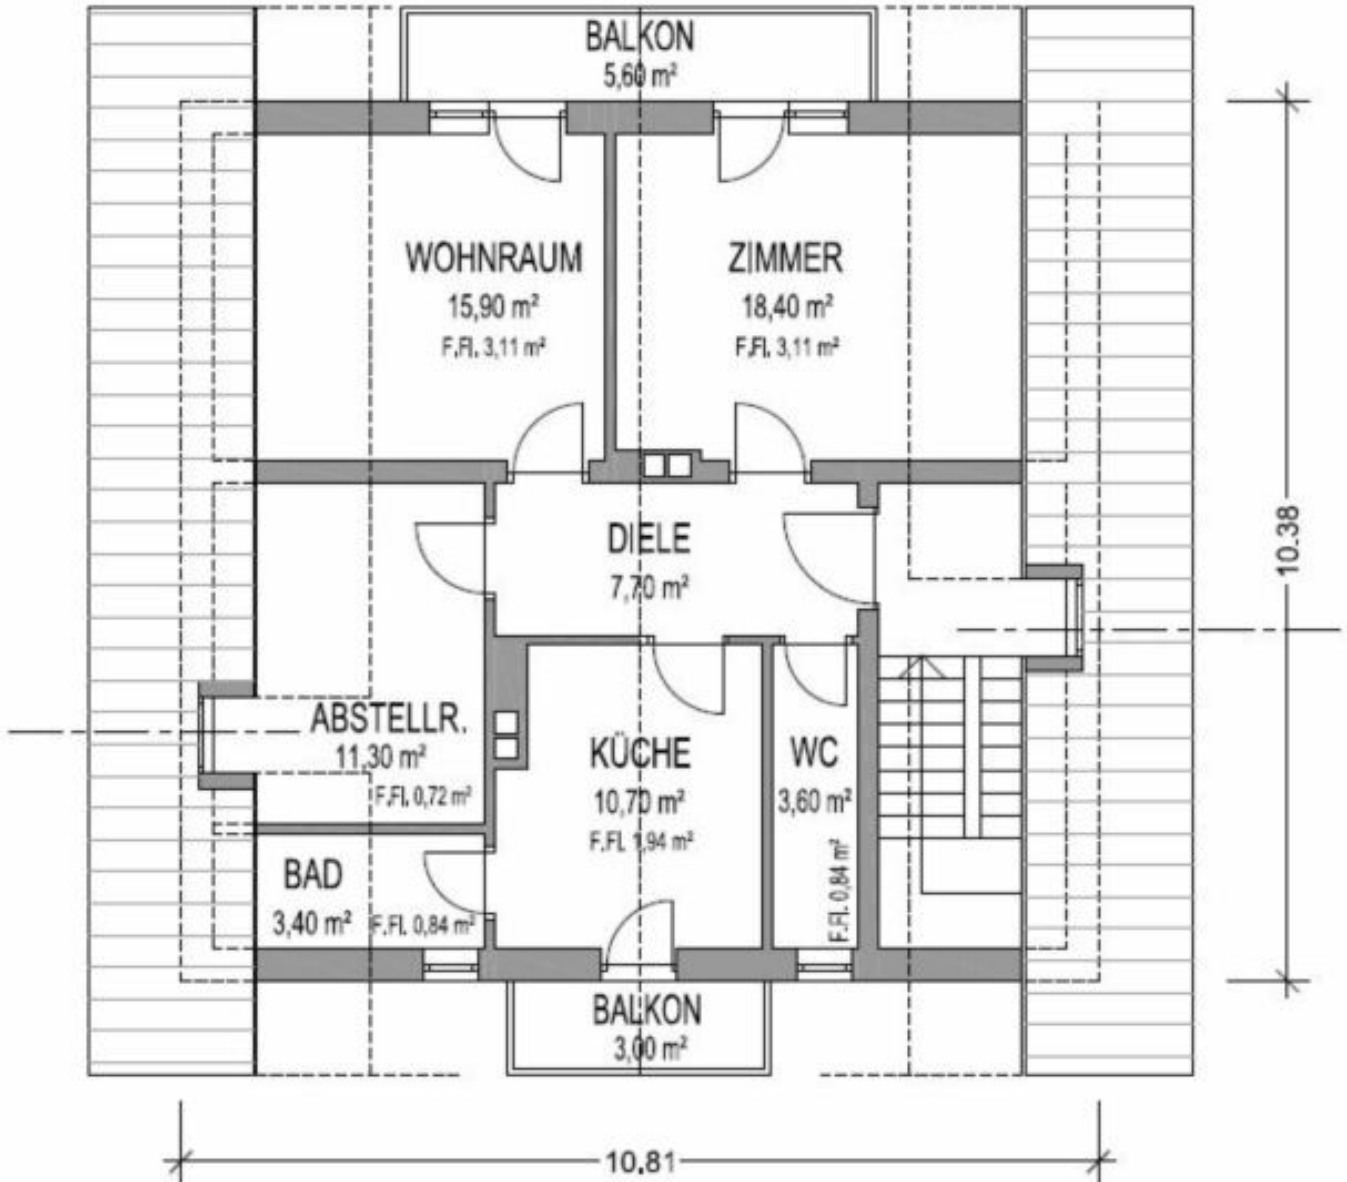 BALKON
5,60 m²
WOHNRAUM
15,90 m²
F.Fl. 3,11 m²
ZIMMER
18,40 m²
F.Fl. 3,11 m²
DIELE
7,70 m²
10.38
ABSTELLR.
11,30 m²
F.Fl. 0,72 m²
KÜCHE
10,70 m²
F.Fl. 1,94 m²
WC
3,60 m²
F.Fl. 0,84 m²
BAD
3,40 m²
F.Fl. 0,84 m²
BALKON
3,00 m²
10.81